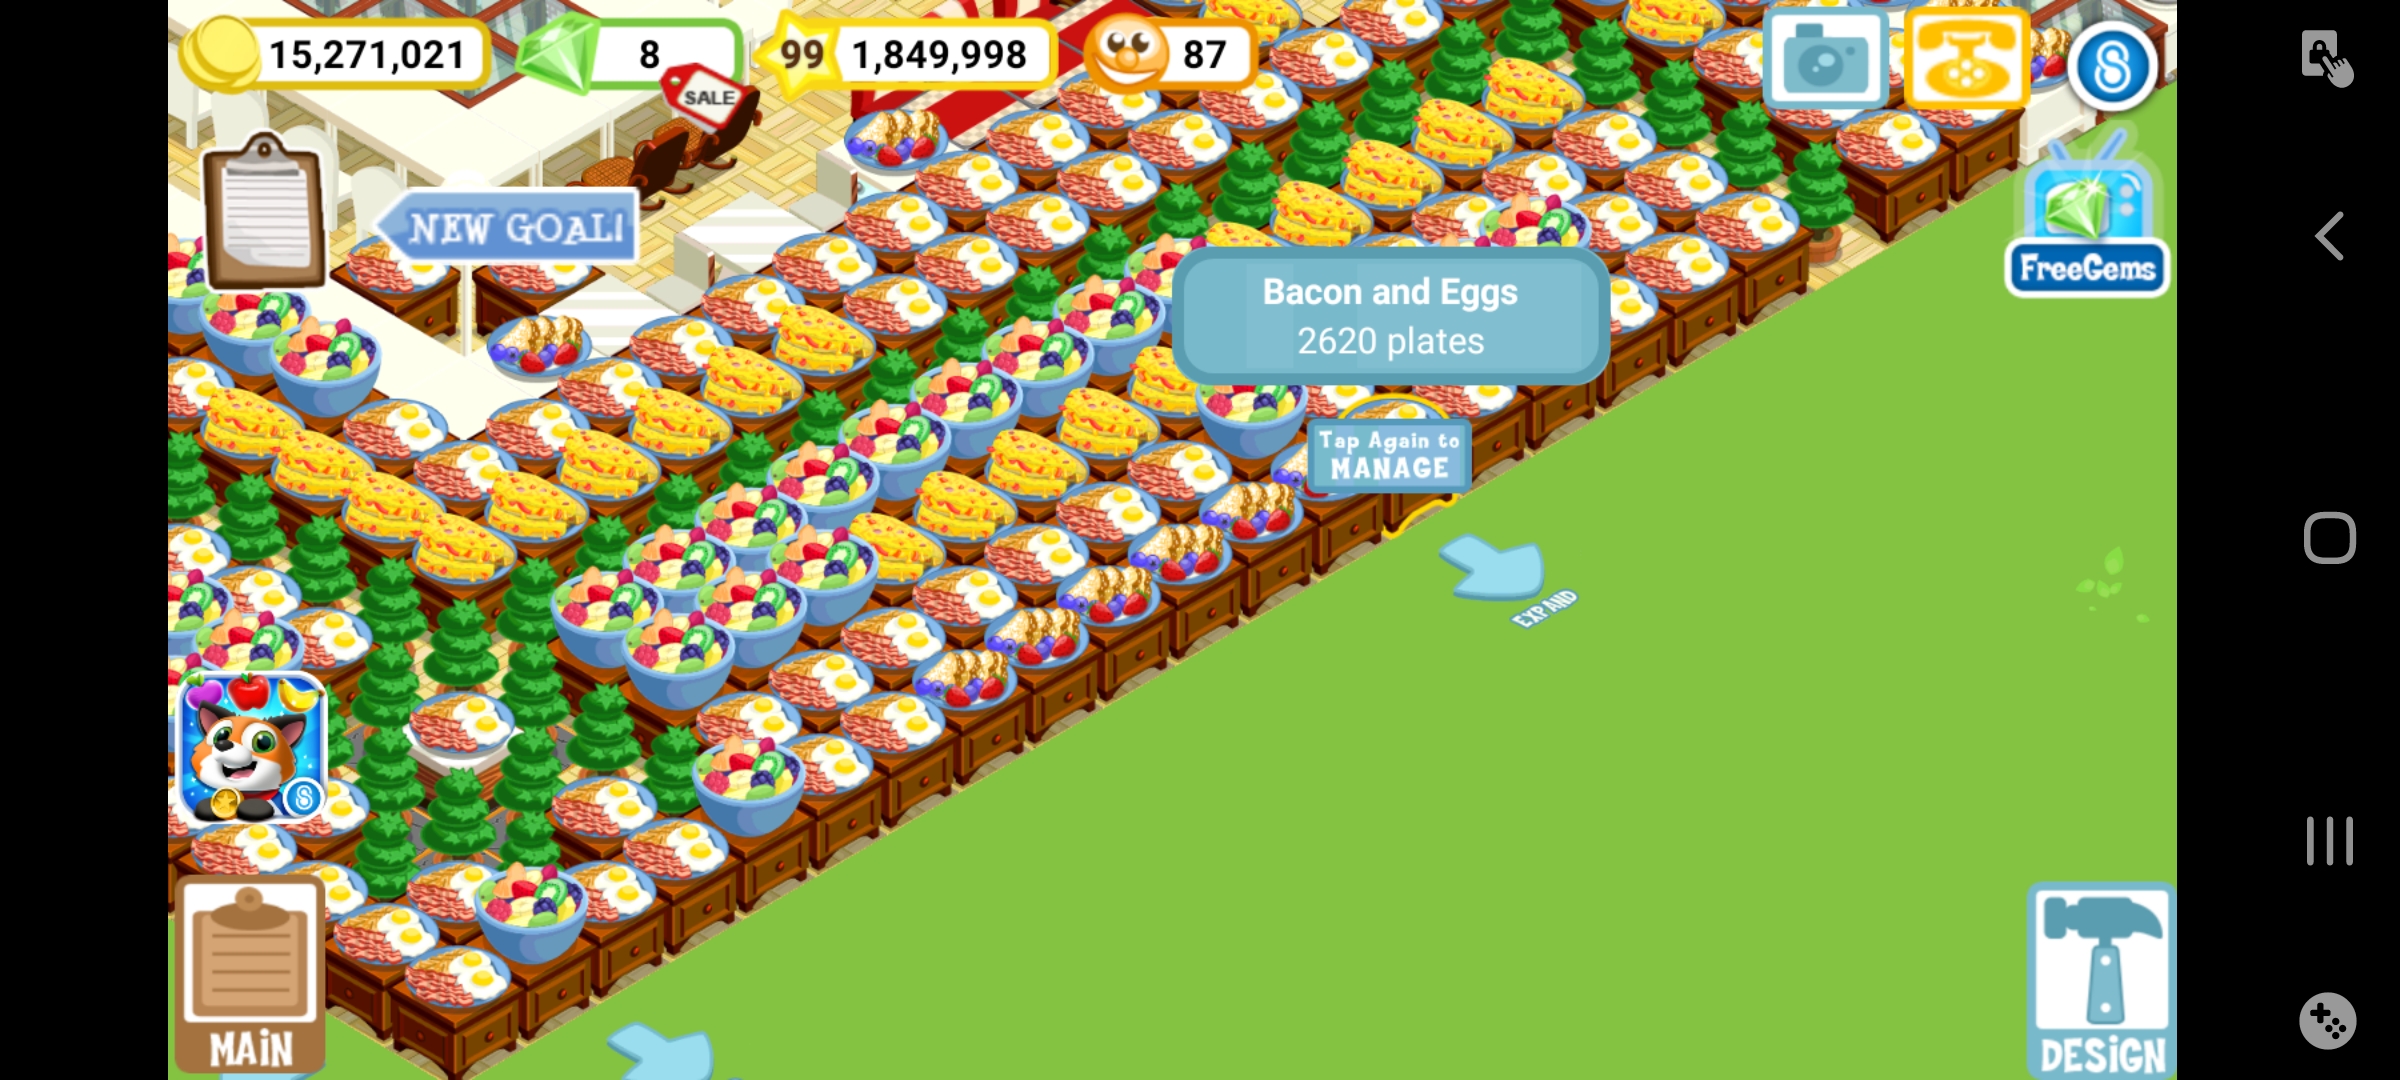 15,271,021
8
SALE
99
1,849,998
87
NEW GOAL!
FreeGems
Bacon and Eggs
2620 plates
Tap Again to
MANAGE
EXPAND
MAiN
DESiGN